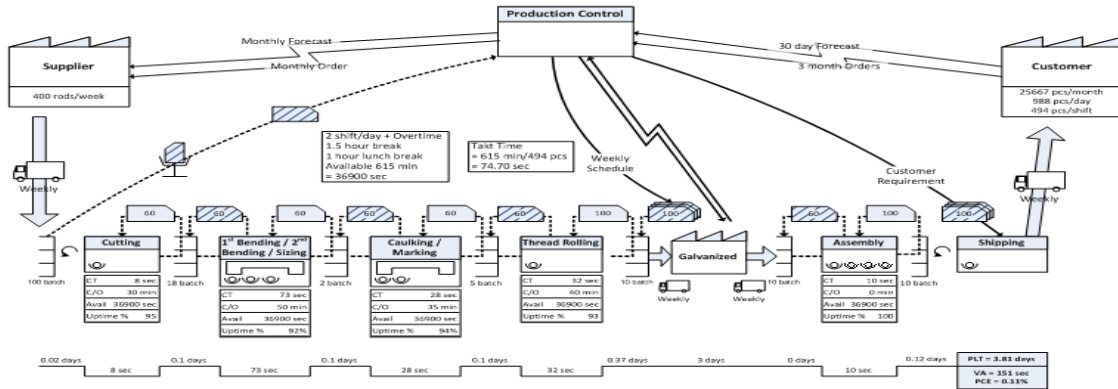 Production Control
Monthly Forecast
Monthly Order
30 day Forecast
3 month Orders
Supplier
400 rods/week
Customer
25667 pcs/month
988 pcs/day
494 pcs/shift
2 shift/day + Overtime
1.5 hour break
1 hour lunch break
Available 615 min
= 36900 sec
Takt Time
= 615 min/494 pcs
= 74.70 sec
Weekly
Schedule
Customer
Requirement
Weekly
Weekly
60
60
60
60
60
60
100
100
60
100
100
Cutting
1st Bending / 2nd
Bending / Sizing
Caulking /
Marking
Thread Rolling
Galvanized
Assembly
Shipping
100 batch
18 batch
2 batch
5 batch
10 batch
10 batch
10 batch
Weekly
Weekly
CT 8 sec
C/O 30 min
Avail 36900 sec
Uptime % 95
CT 73 sec
C/O 50 min
Avail 36900 sec
Uptime % 92%
CT 28 sec
C/O 35 min
Avail 36900 sec
Uptime % 94%
CT 32 sec
C/O 40 min
Avail 36900 sec
Uptime % 93
CT 10 sec
C/O 0 min
Avail 36900 sec
Uptime % 100
0.02 days
0.1 days
0.1 days
0.1 days
0.37 days
3 days
0 days
0.12 days
8 sec
73 sec
28 sec
32 sec
10 sec
PLT = 3.81 days
VA = 151 sec
PCE = 0.11%